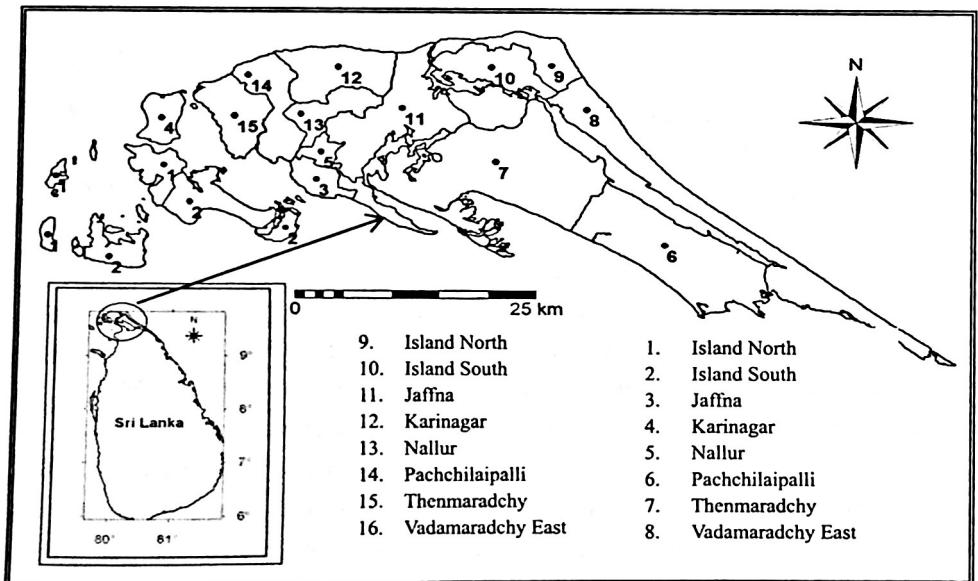 N
14
12
10
9
4
15
13
11
8
5
1
7
1
3
2
2
1
2
6
0 25 km
N
9°
8°
Sri Lanka
7°
6°
80° 81°
9. Island North
10. Island South
11. Jaffna
12. Karinagar
13. Nallur
14. Pachchilaipalli
15. Thenmaradchy
16. Vadamaradchy East
1. Island North
2. Island South
3. Jaffna
4. Karinagar
5. Nallur
6. Pachchilaipalli
7. Thenmaradchy
8. Vadamaradchy East